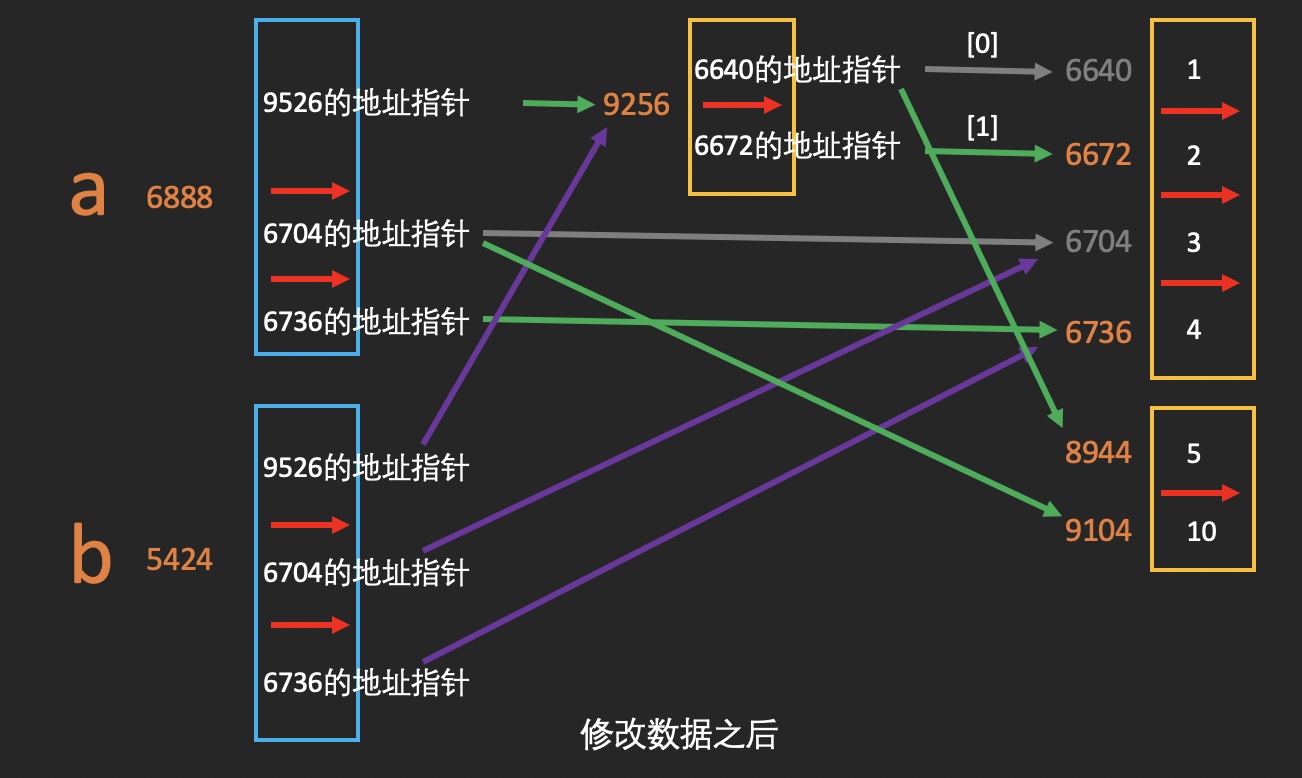 [0]
6640的地址指针
6640
1
9526的地址指针
9256
[1]
6672的地址指针
6672
2
a
6888
6704的地址指针
6704
3
6736的地址指针
6736
4
8944
5
9526的地址指针
9104
10
b
5424
6704的地址指针
6736的地址指针
修改数据之后